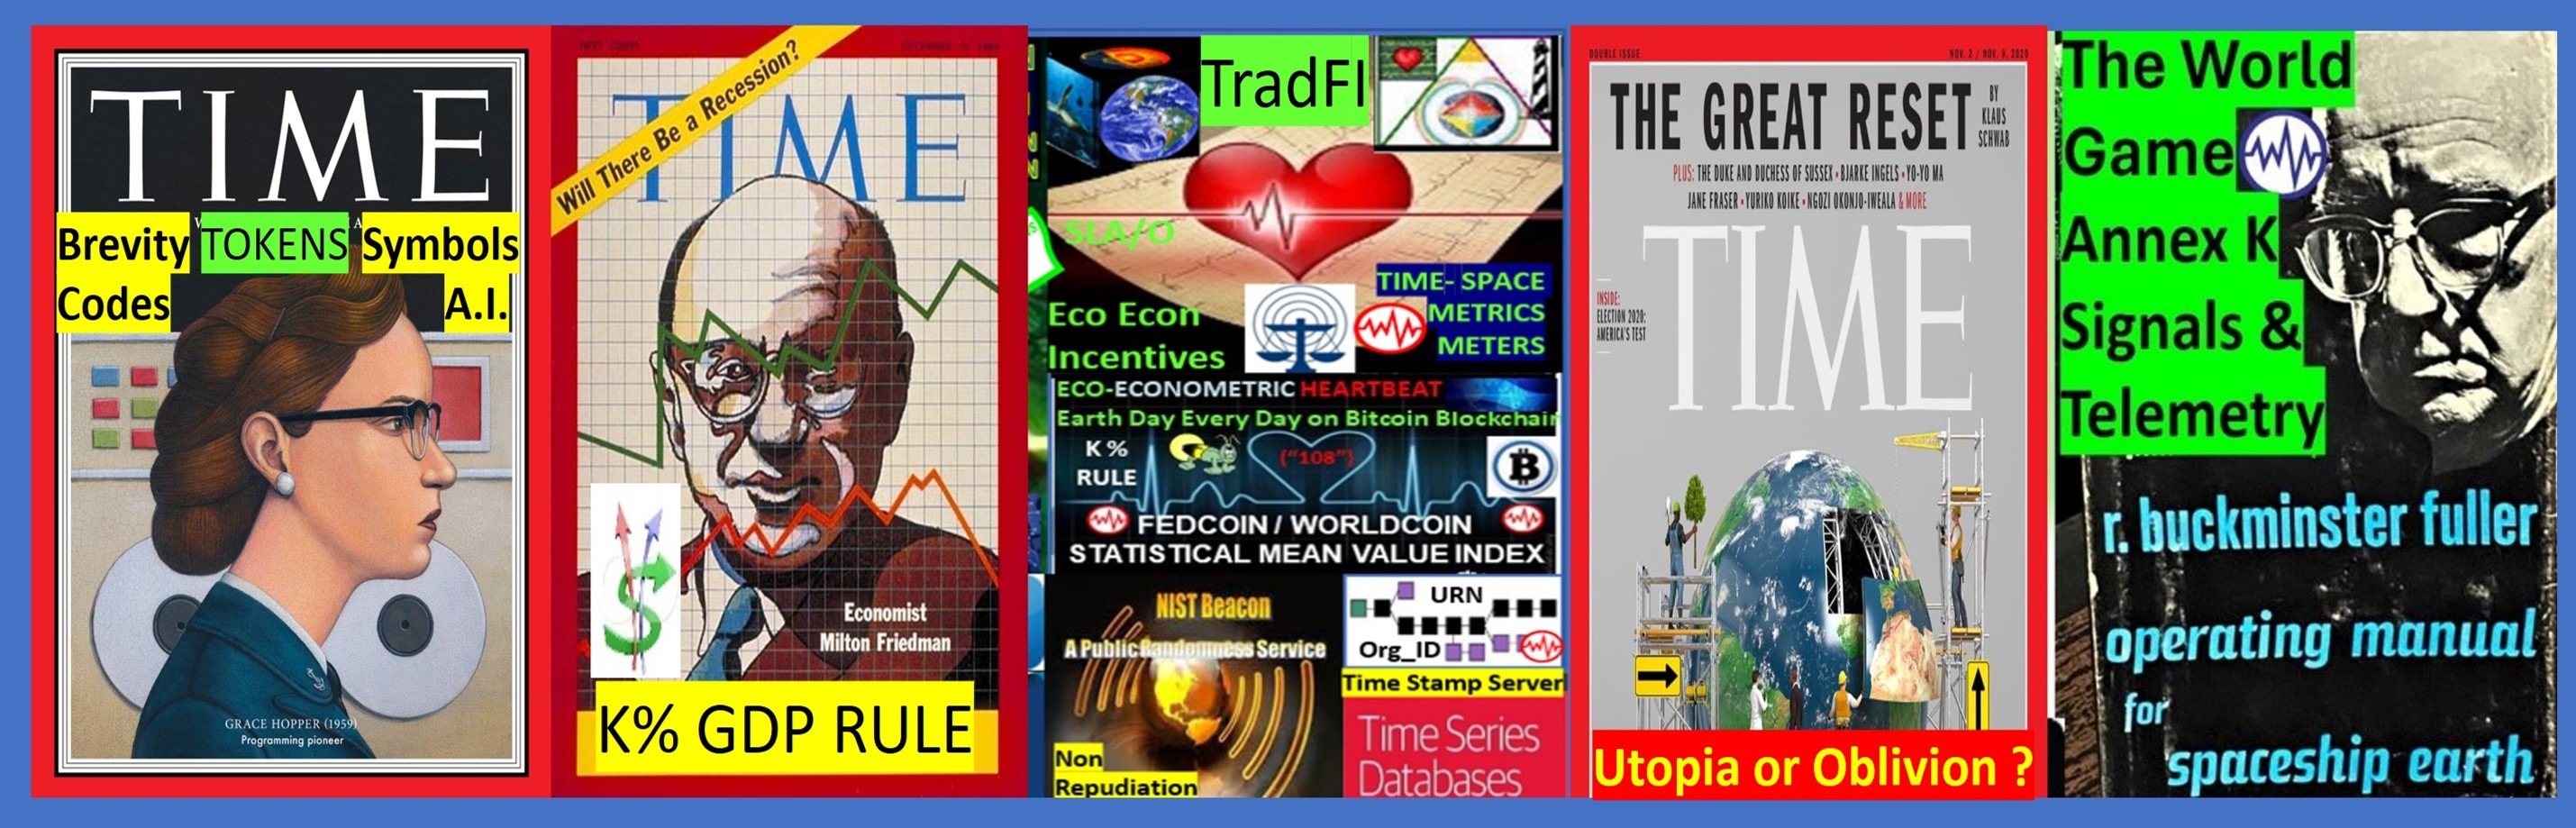 TIME
Brevity TOKENS Symbols
Codes A.I.
GRACE HOPPER (1959)
Programming pioneer
FIFTY CENTS
Will There Be a Recession?
TIME
$
Economist
Milton Friedman
K% GDP RULE
TradFI
SLA/O
TIME- SPACE
METRICS
METERS
Eco Econ
Incentives
ECO-ECONOMETRIC HEARTBEAT
Earth Day Every Day on Bitcoin Blockchain
K %
RULE
("108")
B
FEDCOIN / WORLDCOIN
STATISTICAL MEAN VALUE INDEX
NIST Beacon
A Public Randomness Service
Non
Repudiation
URN
Org_ID
Time Stamp Server
Time Series
Databases
DOUBLE ISSUE
NOV. 2 / NOV. 9, 2020
THE GREAT RESET
BY
KLAUS
SCHWAB
PLUS: THE DUKE AND DUCHESS OF SUSSEX • BJARKE INGELS • YO-YO MA
JANE FRASER • YURIKO KOIKE • NGOZI OKONJO-IWEALA & MORE
TIME
INSIDE:
ELECTION 2020:
AMERICA'S TEST
Utopia or Oblivion ?
The World
Game
Annex K
Signals &
Telemetry
r. buckminster fuller
operating manual
for
spaceship earth